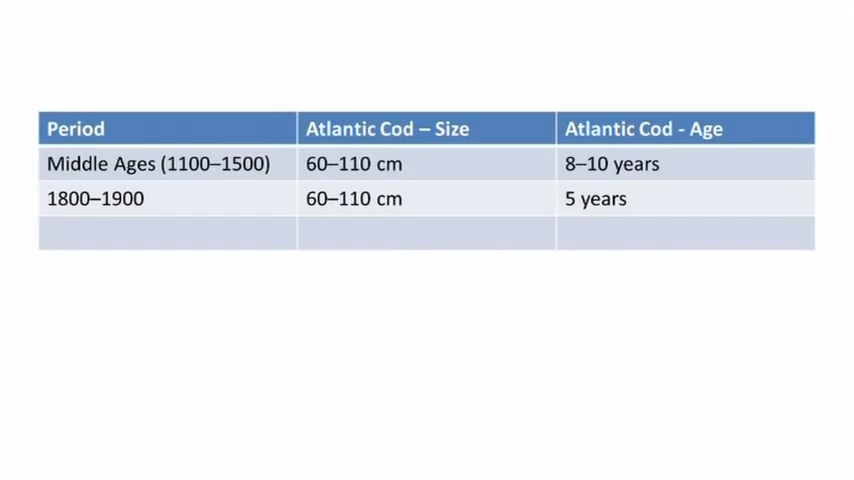 Period Atlantic Cod – Size Atlantic Cod - Age
Middle Ages (1100–1500) 60–110 cm 8–10 years
1800–1900 60–110 cm 5 years